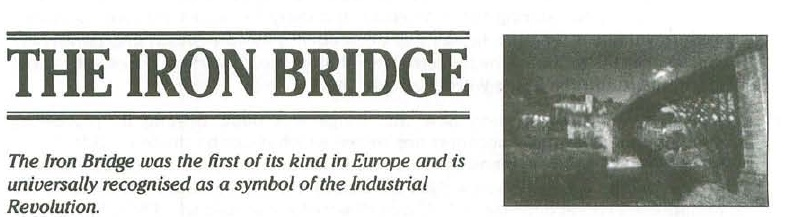 THE IRON BRIDGE
The Iron Bridge was the first of its kind in Europe and is
universally recognised as a symbol of the Industrial
Revolution.